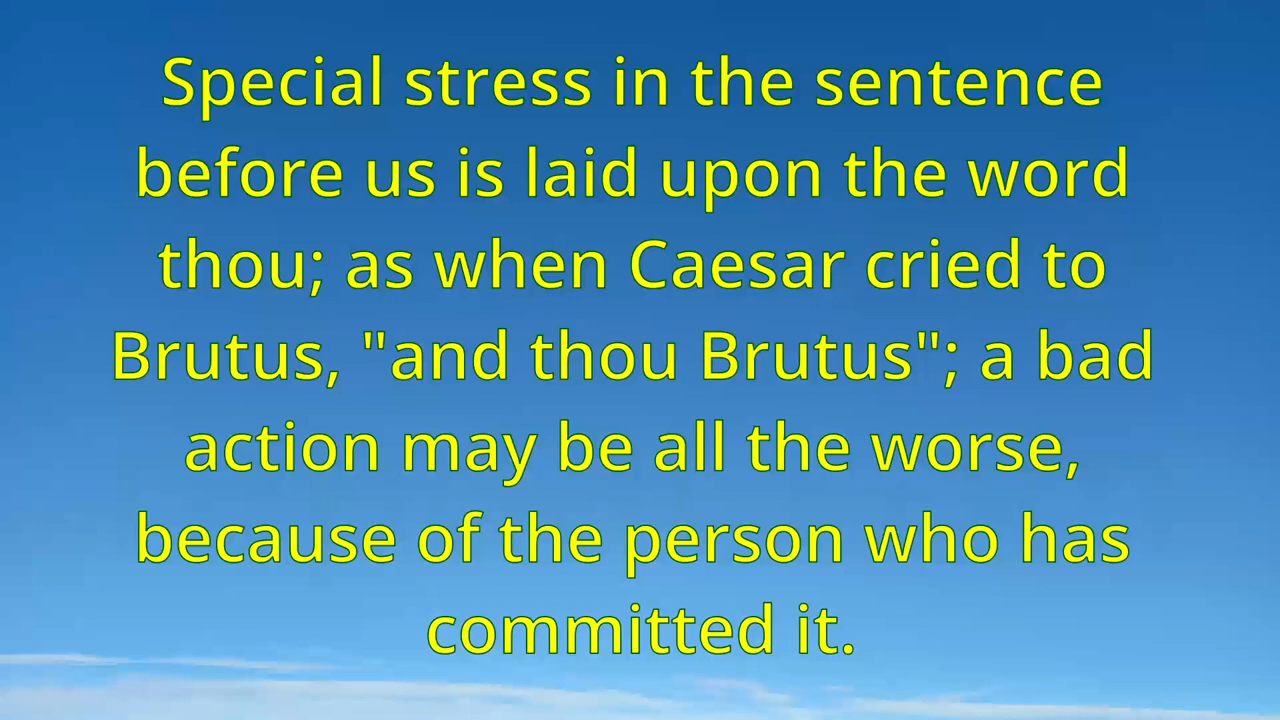 Special stress in the sentence
before us is laid upon the word
thou; as when Caesar cried to
Brutus, "and thou Brutus"; a bad
action may be all the worse,
because of the person who has
committed it.